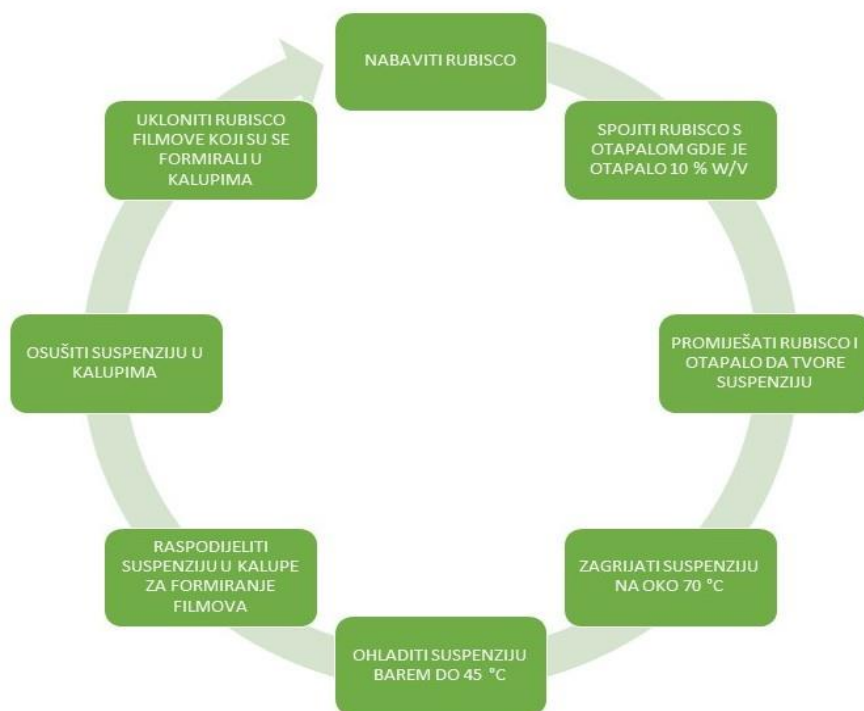 NABAVITI RUBISCO
SPOJITI RUBISCO S
OTAPALOM GDJE JE
OTAPALO 10 % W/V
PROMIJEŠATI RUBISCO I
OTAPALO DA TVORE
SUSPENZIJU
ZAGRIJATI SUSPENZIJU
NA OKO 70 °C
OHLADITI SUSPENZIJU
BAREM DO 45 °C
RASPODIJELITI
SUSPENZIJU U KALUPE
ZA FORMIRANJE
FILMOVA
OSUŠITI SUSPENZIJU U
KALUPIMA
UKLONITI RUBISCO
FILMOVE KOJI SU SE
FORMIRALI U
KALUPIMA